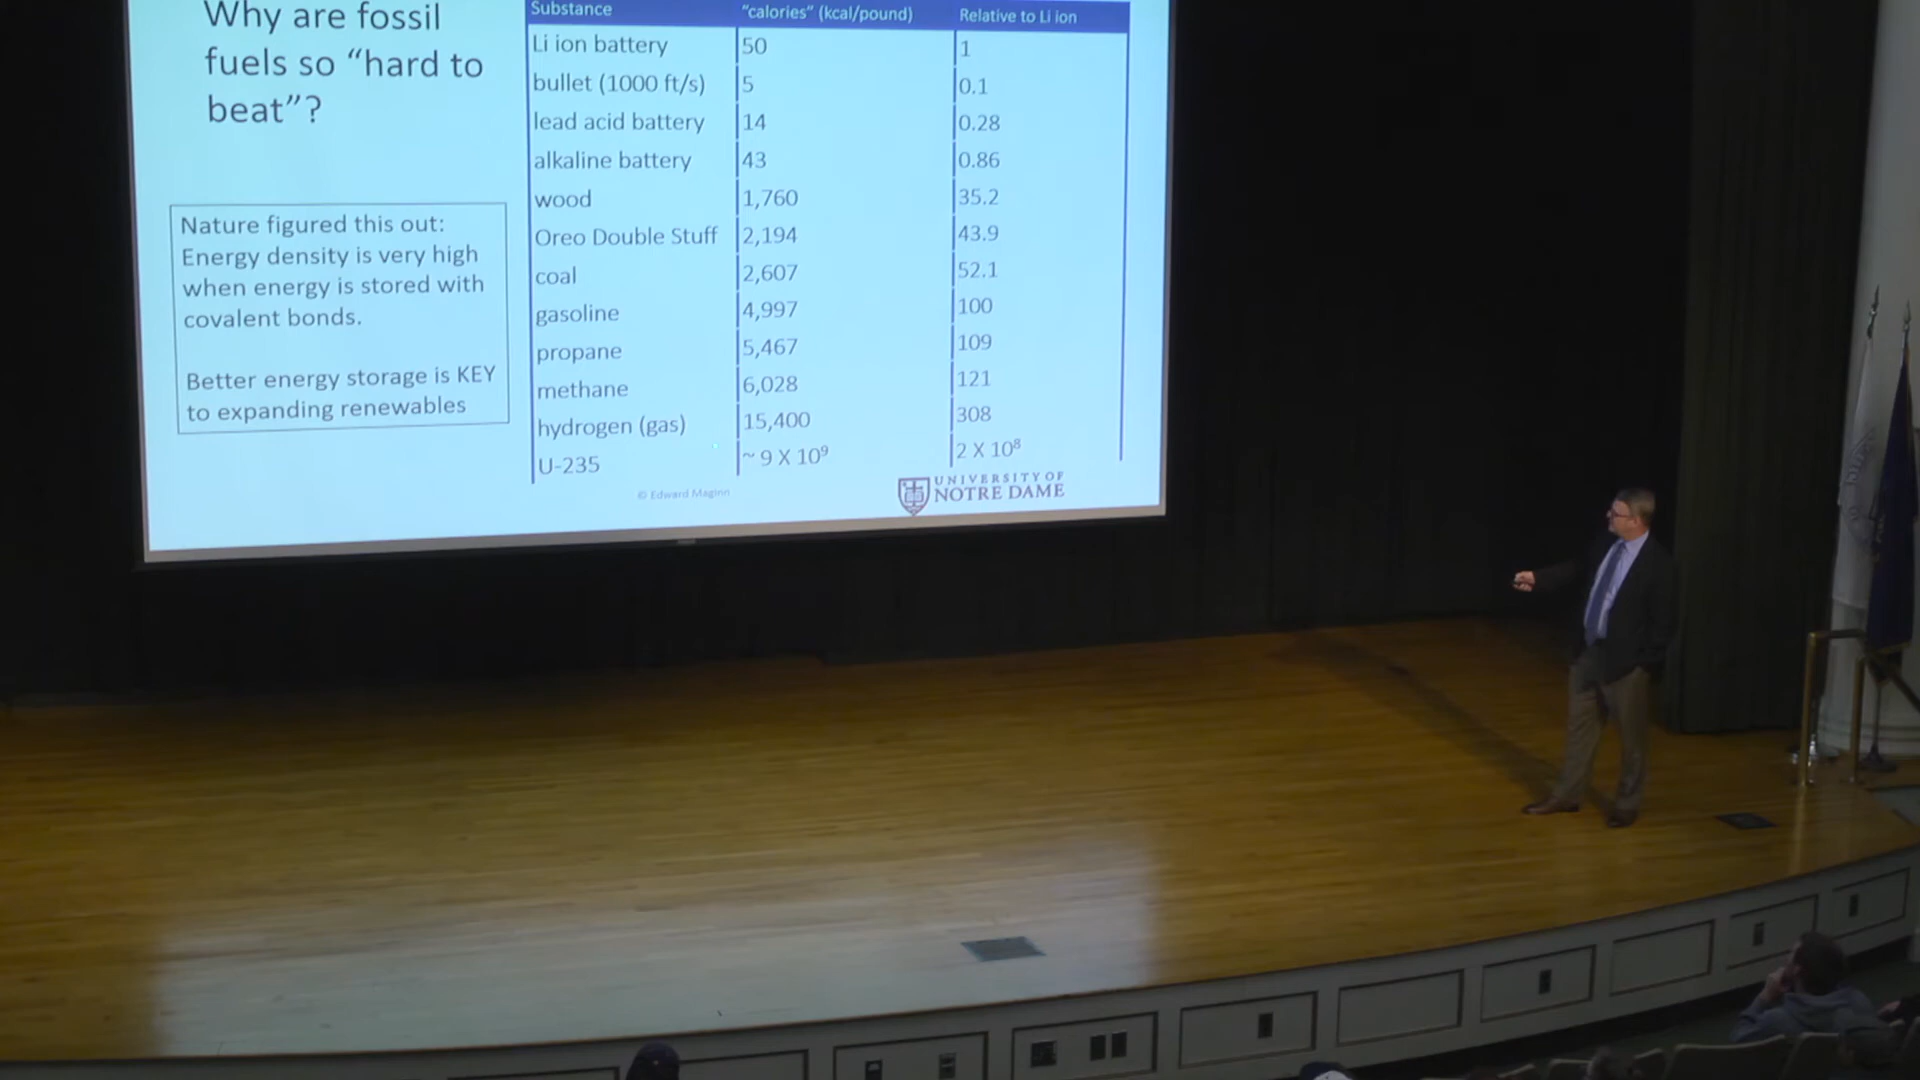 Why are fossil
fuels so “hard to
beat”?
Nature figured this out:
Energy density is very high
when energy is stored with
covalent bonds.
Better energy storage is KEY
to expanding renewables
Substance “calories” (kcal/pound) Relative to Li ion
Li ion battery 50 1
bullet (1000 ft/s) 5 0.1
lead acid battery 14 0.28
alkaline battery 43 0.86
wood 1,760 35.2
Oreo Double Stuff 2,194 43.9
coal 2,607 52.1
gasoline 4,997 100
propane 5,467 109
methane 6,028 121
hydrogen (gas) 15,400 308
U-235 ~ 9 X 10⁹ 2 X 10⁸
© Edward Maginn
UNIVERSITY OF
NOTRE DAME